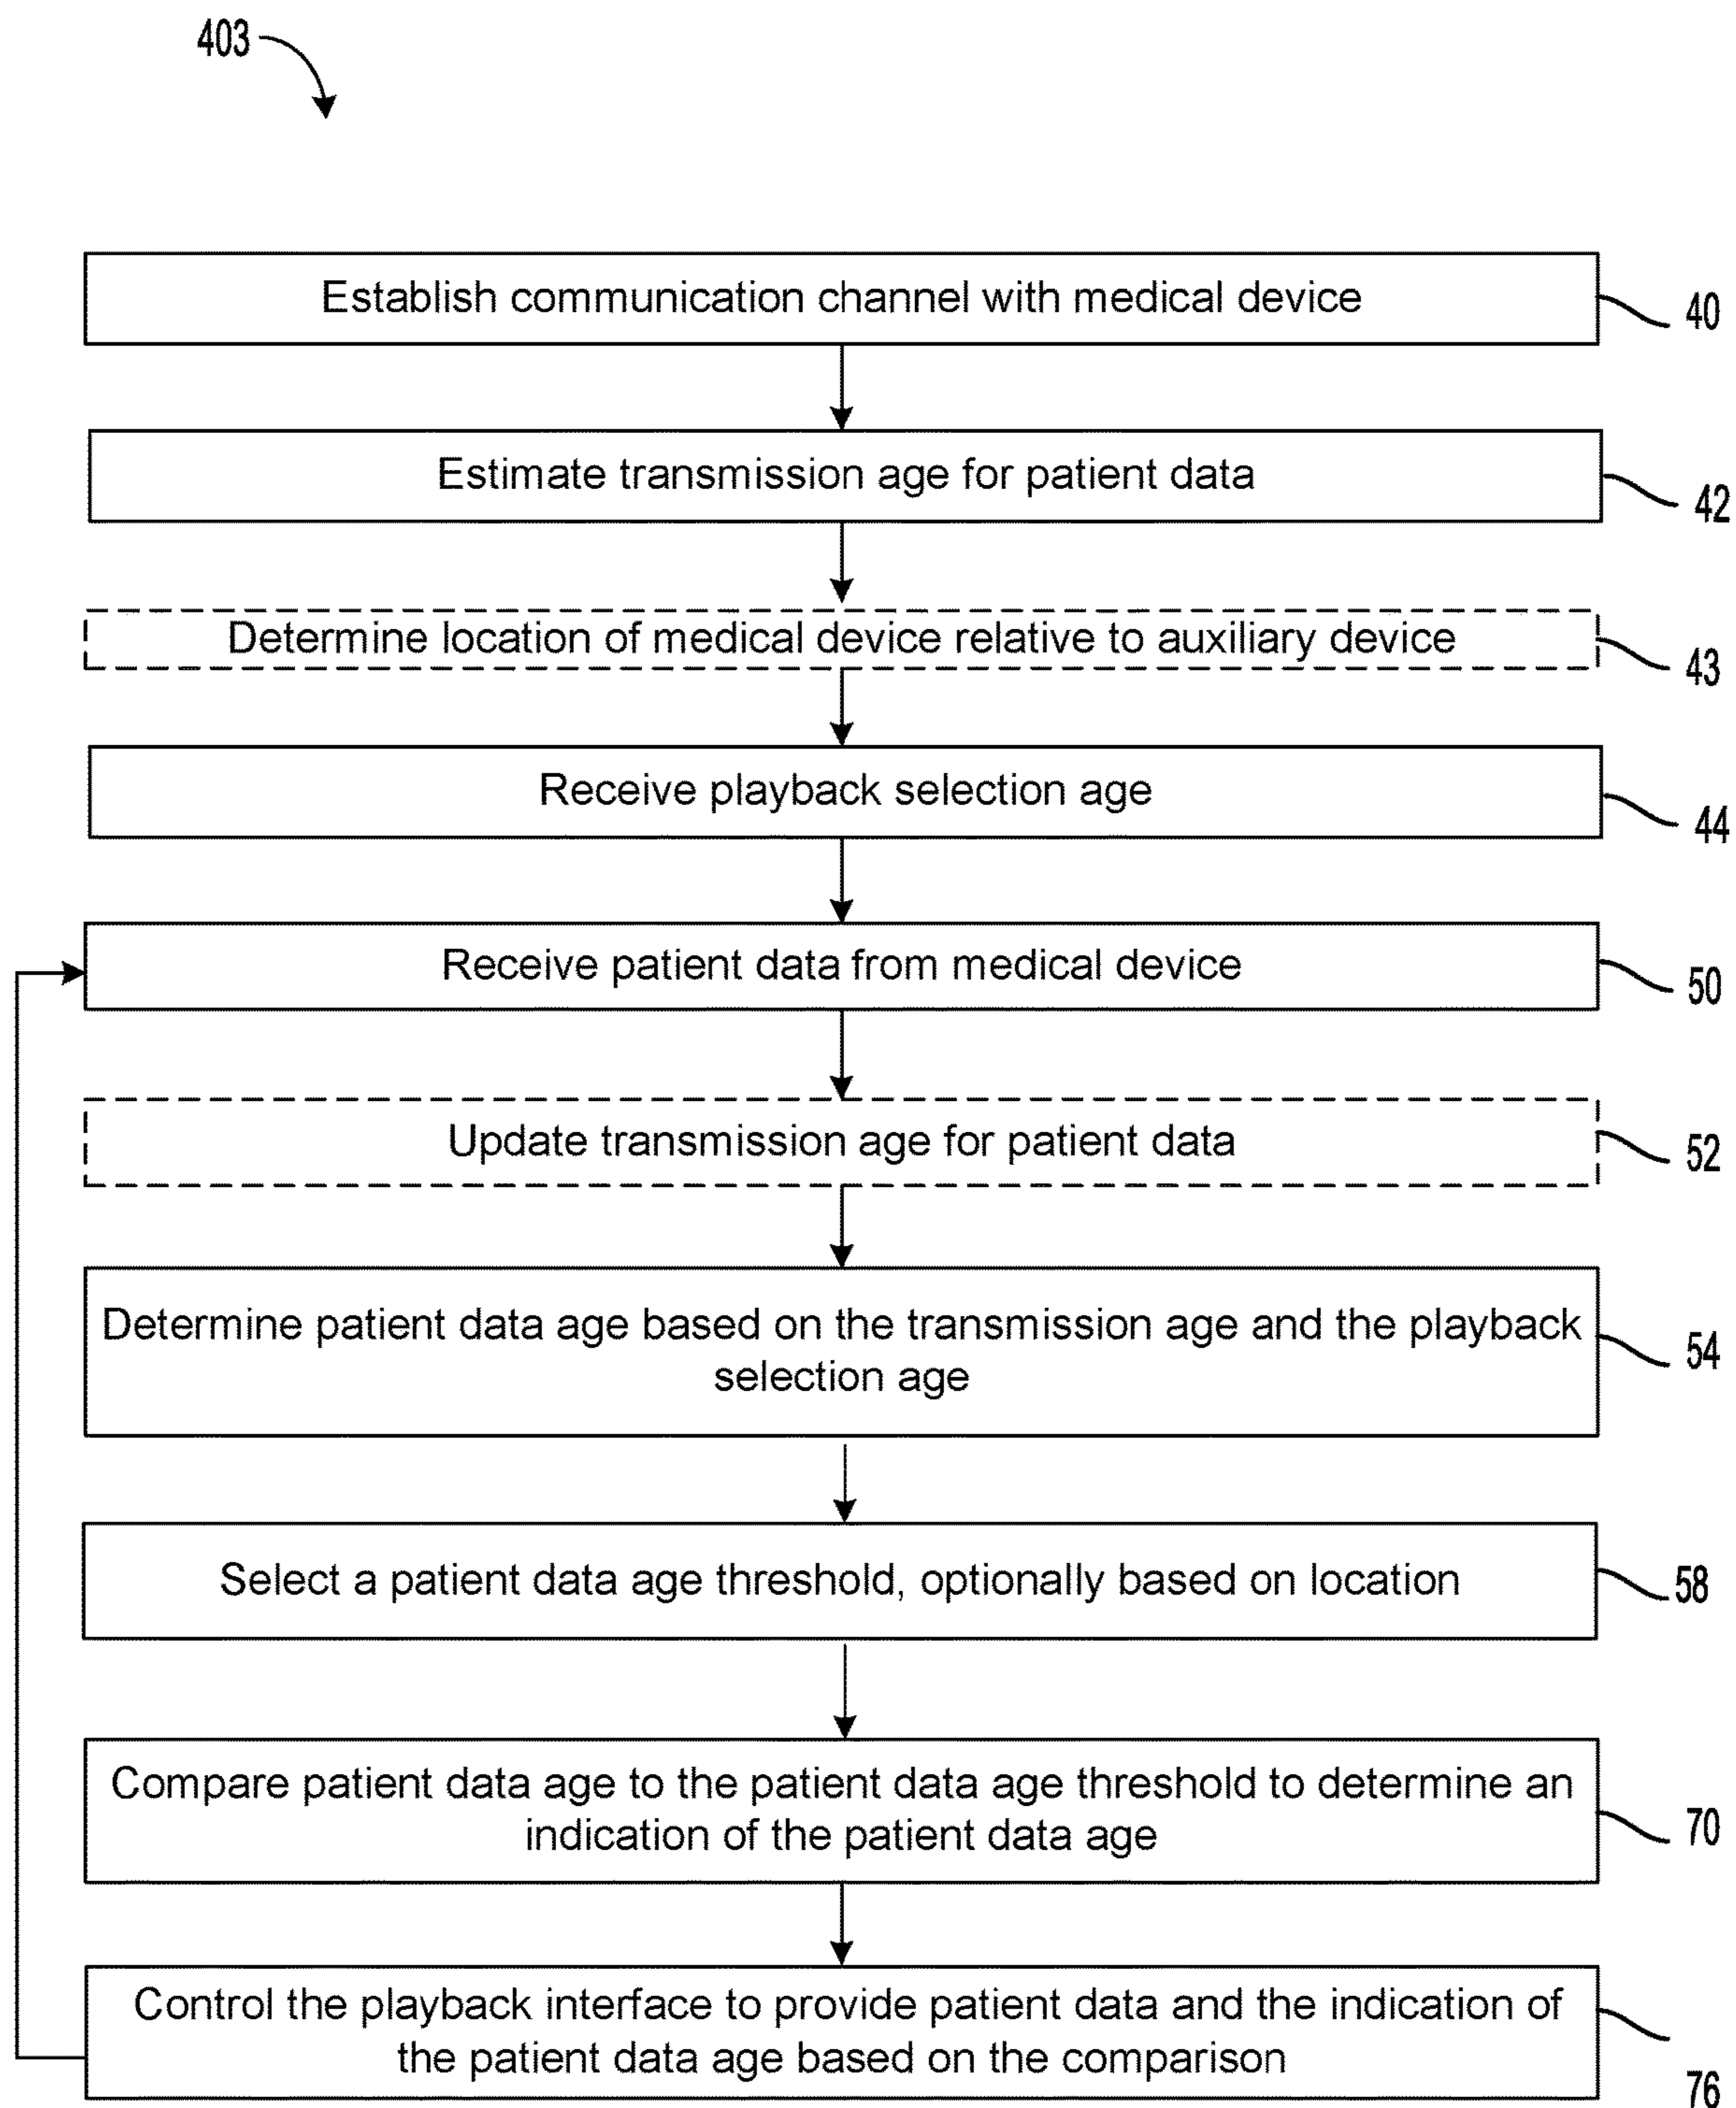 403
Establish communication channel with medical device
40
Estimate transmission age for patient data
42
Determine location of medical device relative to auxiliary device
43
Receive playback selection age
44
Receive patient data from medical device
50
Update transmission age for patient data
52
Determine patient data age based on the transmission age and the playback
selection age
54
Select a patient data age threshold, optionally based on location
58
Compare patient data age to the patient data age threshold to determine an
indication of the patient data age
70
Control the playback interface to provide patient data and the indication of
the patient data age based on the comparison
76